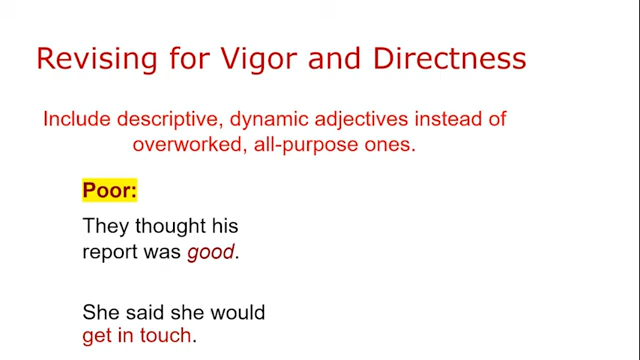 Revising for Vigor and Directness
Include descriptive, dynamic adjectives instead of
overworked, all-purpose ones.
Poor:
They thought his
report was good.
She said she would
get in touch.